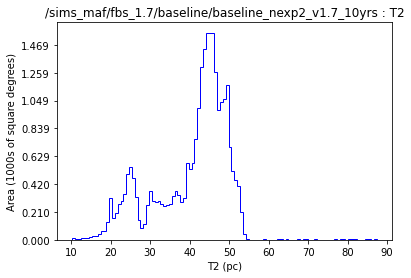 /sims_maf/fbs_1.7/baseline/baseline_nexp2_v1.7_10yrs : T2
Area (1000s of square degrees)
1.469
1.259
1.049
0.839
0.629
0.420
0.210
0.000
10 20 30 40 50 60 70 80 90
T2 (pc)